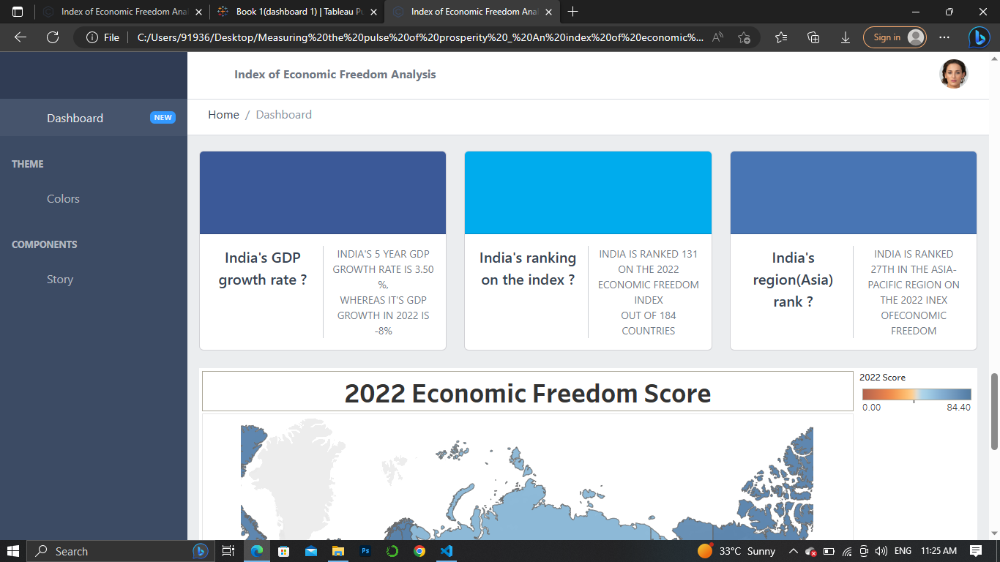 Index of Economic Freedom Anal
Book 1(dashboard 1) | Tableau Pu
Index of Economic Freedom Anal
File
C:/Users/91936/Desktop/Measuring%20the%20pulse%20of%20prosperity%20_%20An%20index%20of%20economic%...
Sign in
Index of Economic Freedom Analysis
Dashboard NEW
Home / Dashboard
THEME
Colors
COMPONENTS
Story
India's GDP
growth rate ?
INDIA'S 5 YEAR GDP
GROWTH RATE IS 3.50
%,
WHEREAS IT'S GDP
GROWTH IN 2022 IS
-8%
India's ranking
on the index ?
INDIA IS RANKED 131
ON THE 2022
ECONOMIC FREEDOM
INDEX
OUT OF 184
COUNTRIES
India's
region(Asia)
rank ?
INDIA IS RANKED
27TH IN THE ASIA-
PACIFIC REGION ON
THE 2022 INEX
OFECONOMIC
FREEDOM
2022 Economic Freedom Score
2022 Score
0.00 84.40
Search
Ps
33°C Sunny
ENG
11:25 AM